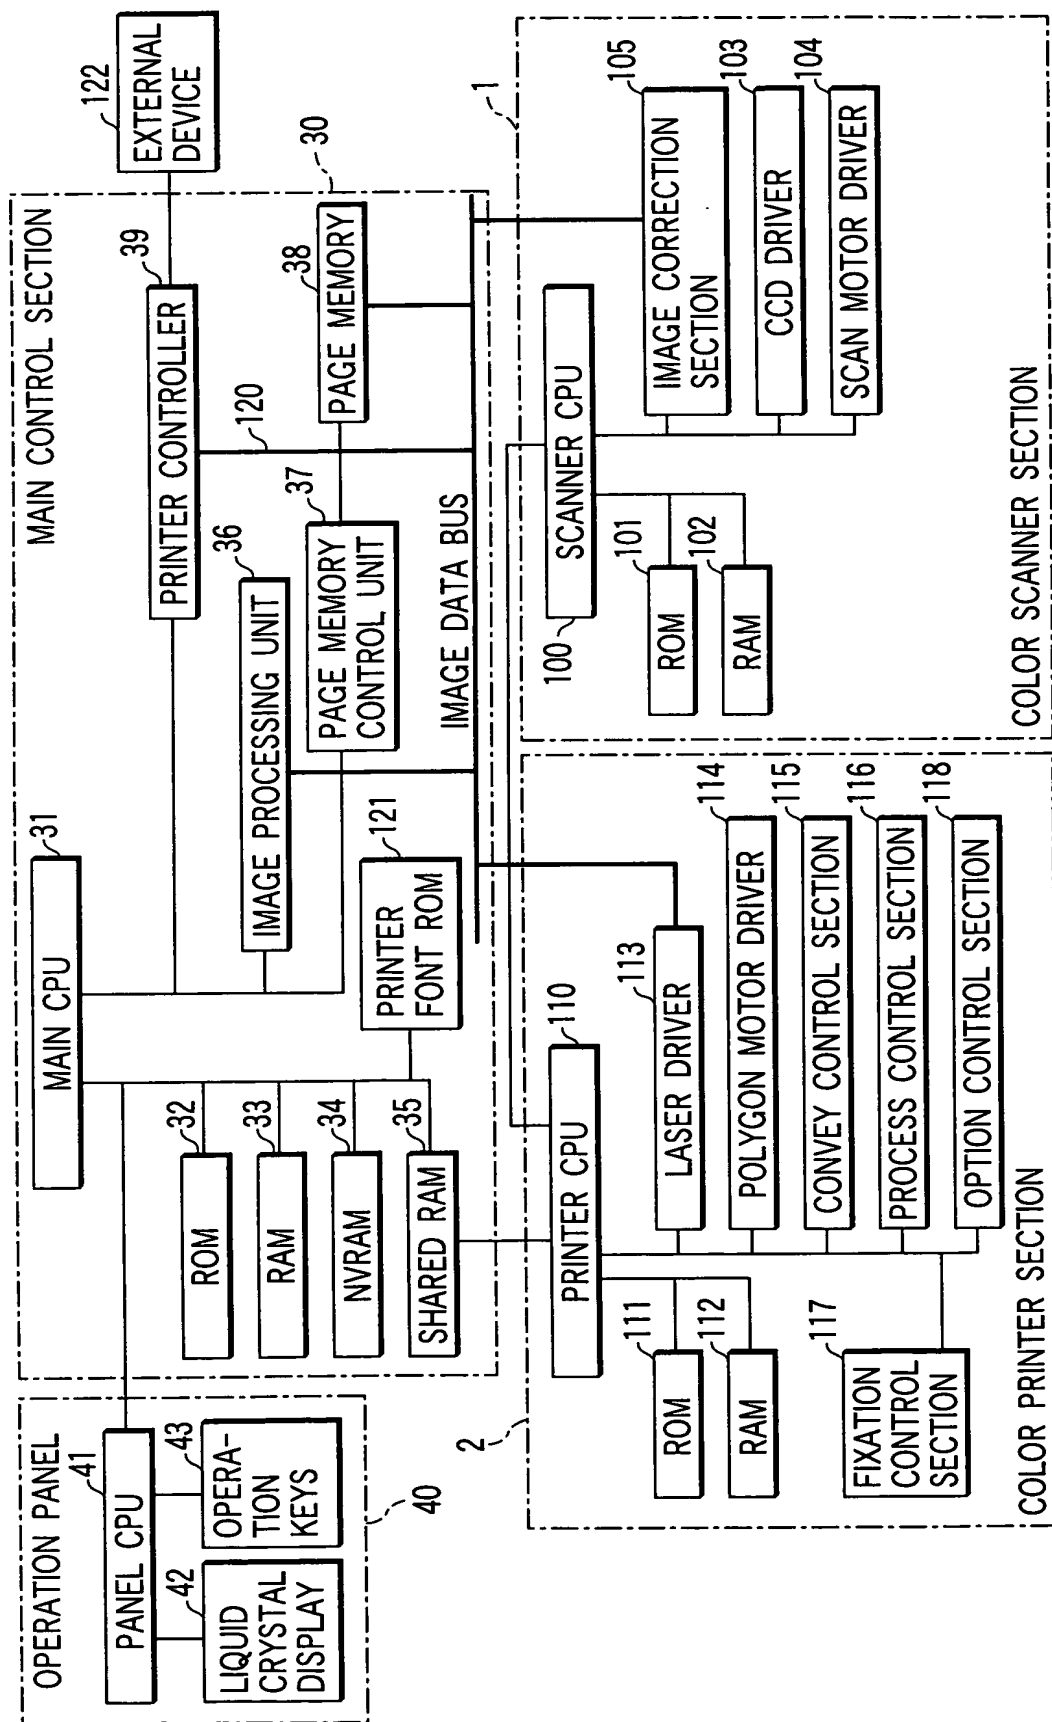 OPERATION PANEL
41
PANEL CPU
42
LIQUID
CRYSTAL
DISPLAY
43
OPERA-
TION
KEYS
40
MAIN CONTROL SECTION
31
MAIN CPU
32
ROM
33
RAM
34
NVRAM
35
SHARED RAM
121
PRINTER
FONT ROM
36
IMAGE PROCESSING UNIT
37
PAGE MEMORY
CONTROL UNIT
38
PAGE MEMORY
39
PRINTER CONTROLLER
120
IMAGE DATA BUS
30
122
EXTERNAL
DEVICE
2
110
PRINTER CPU
111
ROM
112
RAM
113
LASER DRIVER
114
POLYGON MOTOR DRIVER
115
CONVEY CONTROL SECTION
116
PROCESS CONTROL SECTION
117
FIXATION
CONTROL
SECTION
118
OPTION CONTROL SECTION
COLOR PRINTER SECTION
1
100
SCANNER CPU
101
ROM
102
RAM
105
IMAGE CORRECTION
SECTION
103
CCD DRIVER
104
SCAN MOTOR DRIVER
COLOR SCANNER SECTION